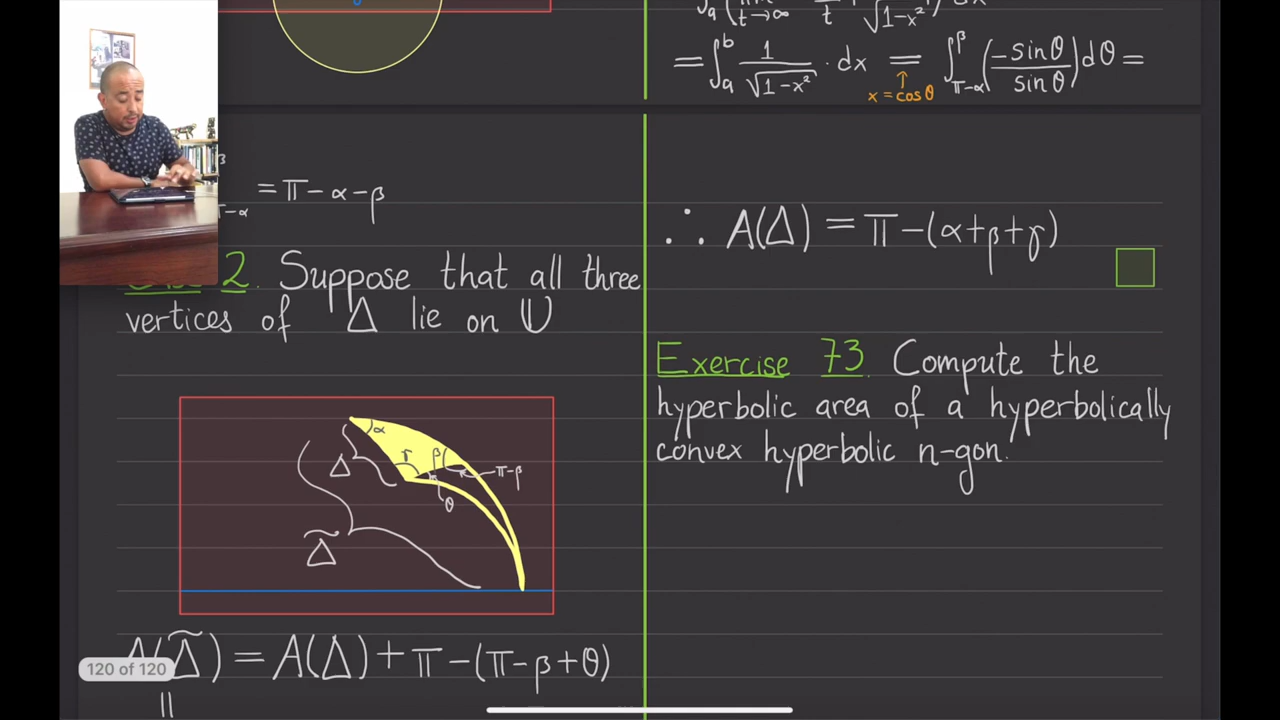 = ∫_a^b 1/√(1-x²) · dx = ∫_{π-α}^β (-sinθ/sinθ) dθ =
↑
x = cosθ
= π - α - β
2. Suppose that all three
vertices of Δ lie on U
α
γ β
Δ π-β
θ
Δ̃
A(Δ̃) = A(Δ) + π - (π - β + θ)
||
120 of 120
∴ A(Δ) = π - (α + β + γ)
Exercise 73. Compute the
hyperbolic area of a hyperbolically
convex hyperbolic n-gon.